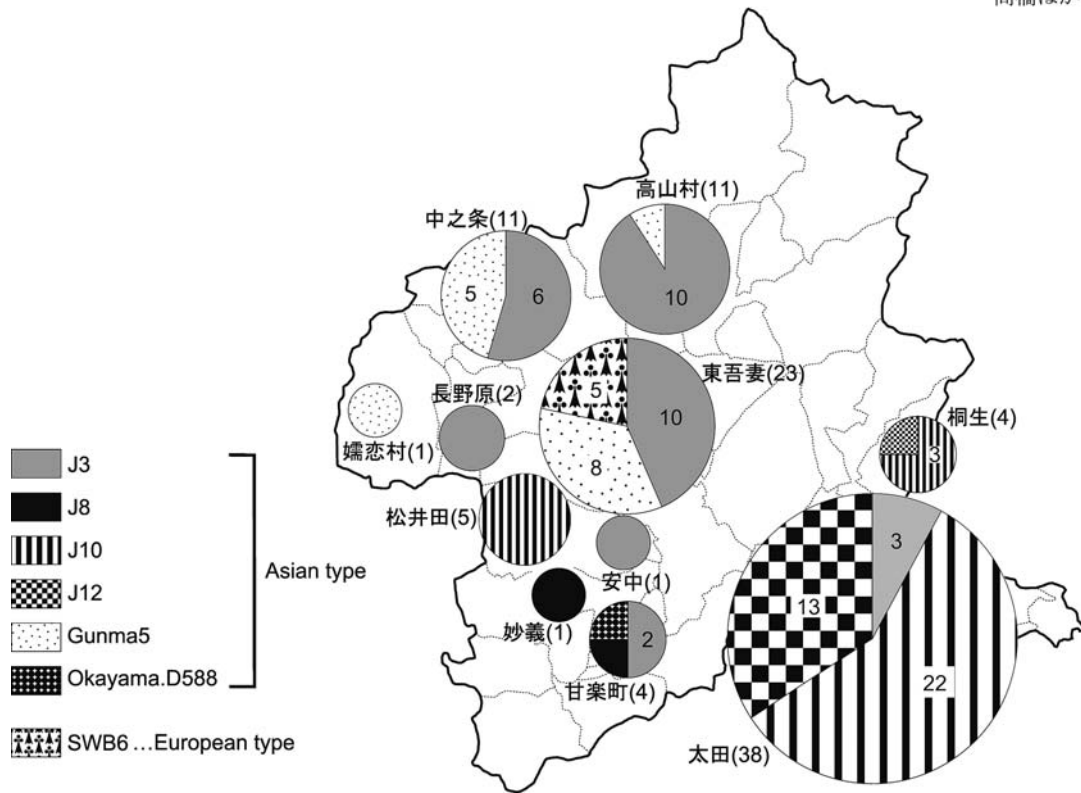 高山村(11)
中之条(11)
5
6
10
東吾妻(23)
長野原(2)
5
10
嬬恋村(1)
8
桐生(4)
3
松井田(5)
安中(1)
妙義(1)
2
甘楽町(4)
3
13
22
太田(38)
J3
J8
J10
J12
Gunma5
Okayama.D588
Asian type
SWB6 ...European type